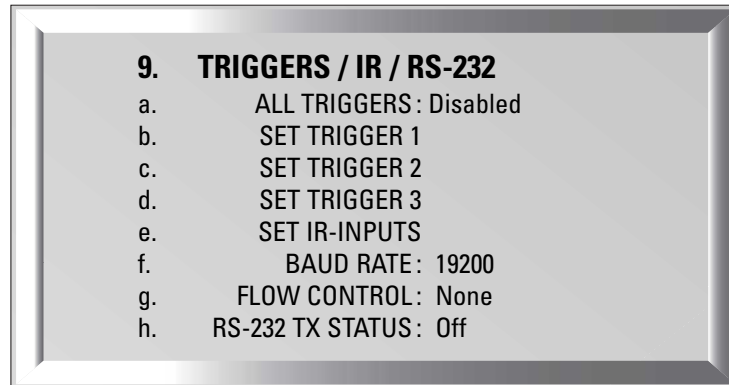 9. TRIGGERS / IR / RS-232
a. ALL TRIGGERS: Disabled
b. SET TRIGGER 1
c. SET TRIGGER 2
d. SET TRIGGER 3
e. SET IR-INPUTS
f. BAUD RATE: 19200
g. FLOW CONTROL: None
h. RS-232 TX STATUS: Off